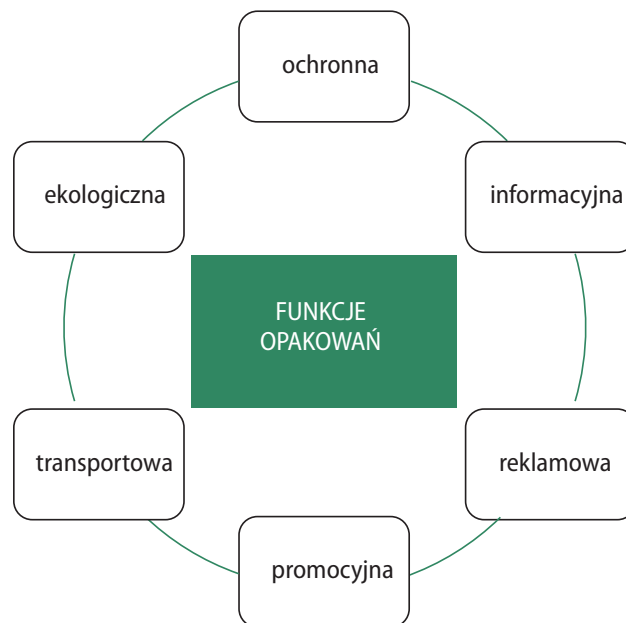 ochronna
ekologiczna
informacyjna
FUNKCJE
OPAKOWAŃ
transportowa
reklamowa
promocyjna